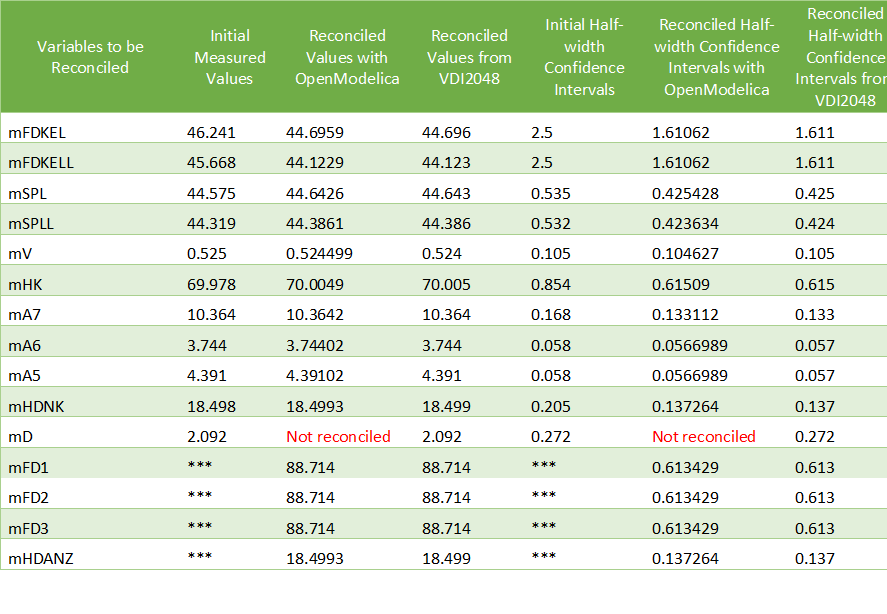 Variables to be Reconciled | Initial Measured Values | Reconciled Values with OpenModelica | Reconciled Values from VDI2048 | Initial Half-width Confidence Intervals | Reconciled Half-width Confidence Intervals with OpenModelica | Reconciled Half-width Confidence Intervals from VDI2048
mFDKEL 46.241 44.6959 44.696 2.5 1.61062 1.611
mFDKELL 45.668 44.1229 44.123 2.5 1.61062 1.611
mSPL 44.575 44.6426 44.643 0.535 0.425428 0.425
mSPLL 44.319 44.3861 44.386 0.532 0.423634 0.424
mV 0.525 0.524499 0.524 0.105 0.104627 0.105
mHK 69.978 70.0049 70.005 0.854 0.61509 0.615
mA7 10.364 10.3642 10.364 0.168 0.133112 0.133
mA6 3.744 3.74402 3.744 0.058 0.0566989 0.057
mA5 4.391 4.39102 4.391 0.058 0.0566989 0.057
mHDNK 18.498 18.4993 18.499 0.205 0.137264 0.137
mD 2.092 Not reconciled 2.092 0.272 Not reconciled 0.272
mFD1 *** 88.714 88.714 *** 0.613429 0.613
mFD2 *** 88.714 88.714 *** 0.613429 0.613
mFD3 *** 88.714 88.714 *** 0.613429 0.613
mHDANZ *** 18.4993 18.499 *** 0.137264 0.137